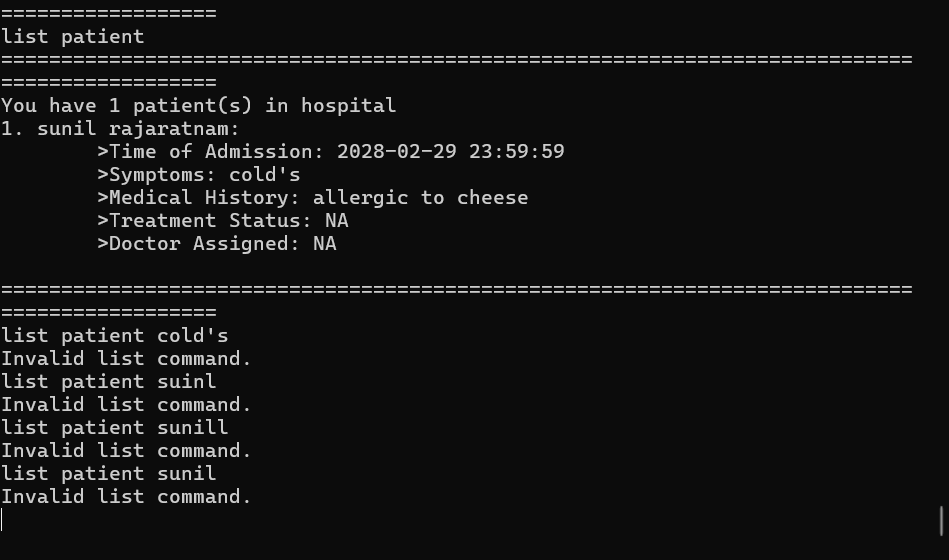 ==================
list patient
============================================================================
==================
You have 1 patient(s) in hospital
1. sunil rajaratnam:
        >Time of Admission: 2028-02-29 23:59:59
        >Symptoms: cold's
        >Medical History: allergic to cheese
        >Treatment Status: NA
        >Doctor Assigned: NA

============================================================================
==================
list patient cold's
Invalid list command.
list patient suinl
Invalid list command.
list patient sunill
Invalid list command.
list patient sunil
Invalid list command.